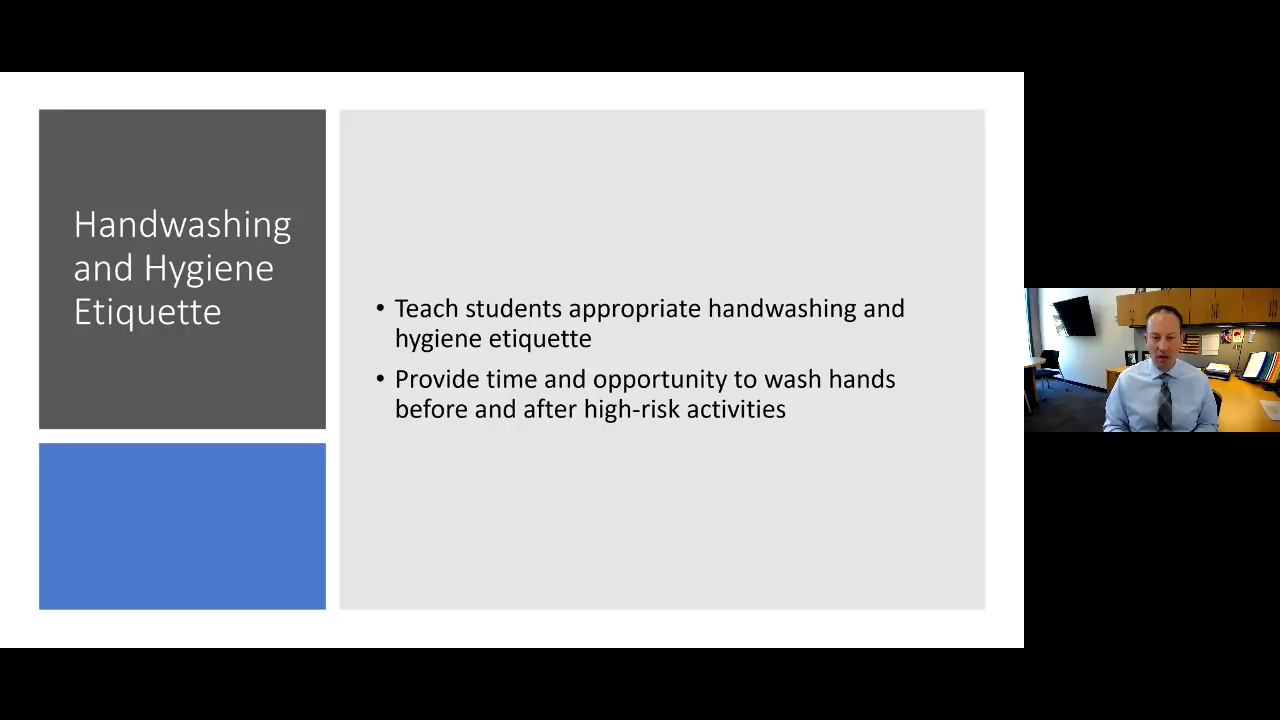 Handwashing
and Hygiene
Etiquette
• Teach students appropriate handwashing and
hygiene etiquette
• Provide time and opportunity to wash hands
before and after high-risk activities